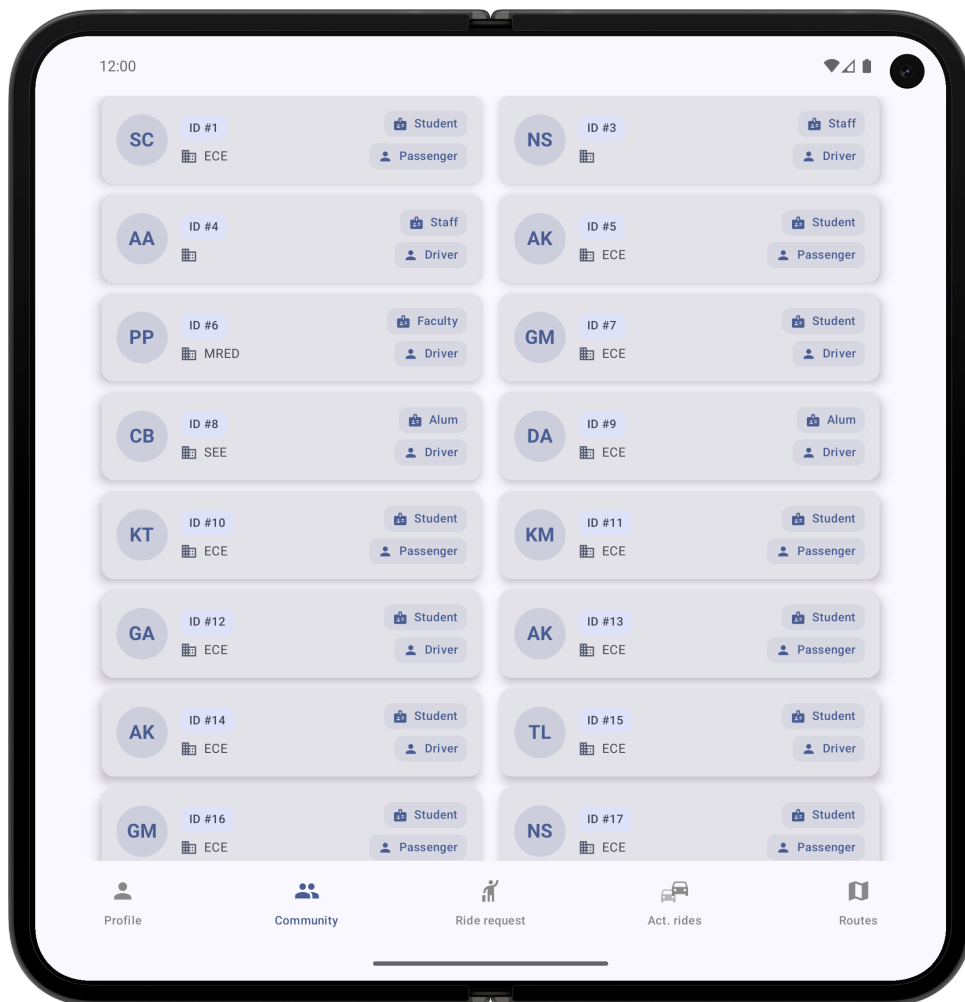 12:00
SC
ID #1
ECE
Student
Passenger
NS
ID #3
Staff
Driver
AA
ID #4
Staff
Driver
AK
ID #5
ECE
Student
Passenger
PP
ID #6
MRED
Faculty
Driver
GM
ID #7
ECE
Student
Driver
CB
ID #8
SEE
Alum
Driver
DA
ID #9
ECE
Alum
Driver
KT
ID #10
ECE
Student
Passenger
KM
ID #11
ECE
Student
Passenger
GA
ID #12
ECE
Student
Driver
AK
ID #13
ECE
Student
Passenger
AK
ID #14
ECE
Student
Driver
TL
ID #15
ECE
Student
Driver
GM
ID #16
ECE
Student
Passenger
NS
ID #17
ECE
Student
Passenger
Profile
Community
Ride request
Act. rides
Routes